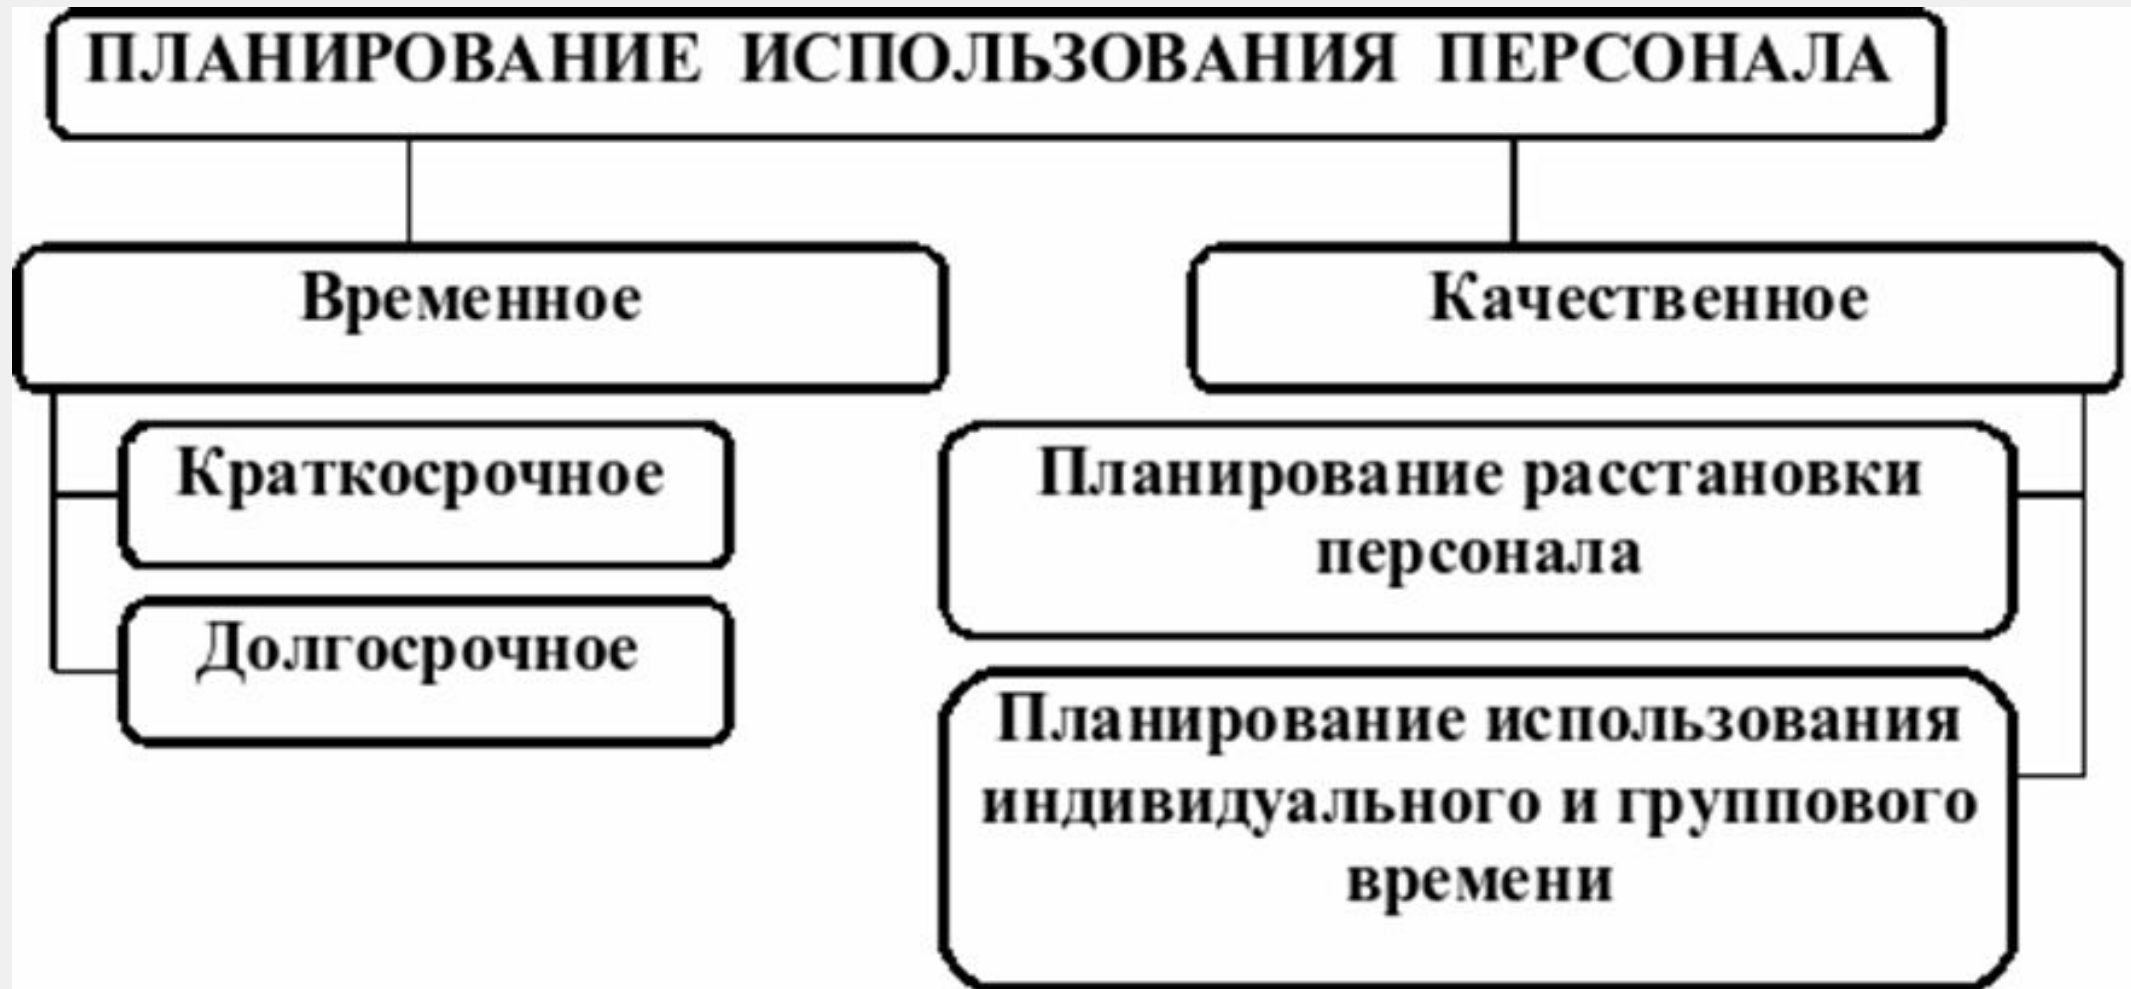 ПЛАНИРОВАНИЕ ИСПОЛЬЗОВАНИЯ ПЕРСОНАЛА
Временное
Качественное
Краткосрочное
Долгосрочное
Планирование расстановки
персонала
Планирование использования
индивидуального и группового
времени